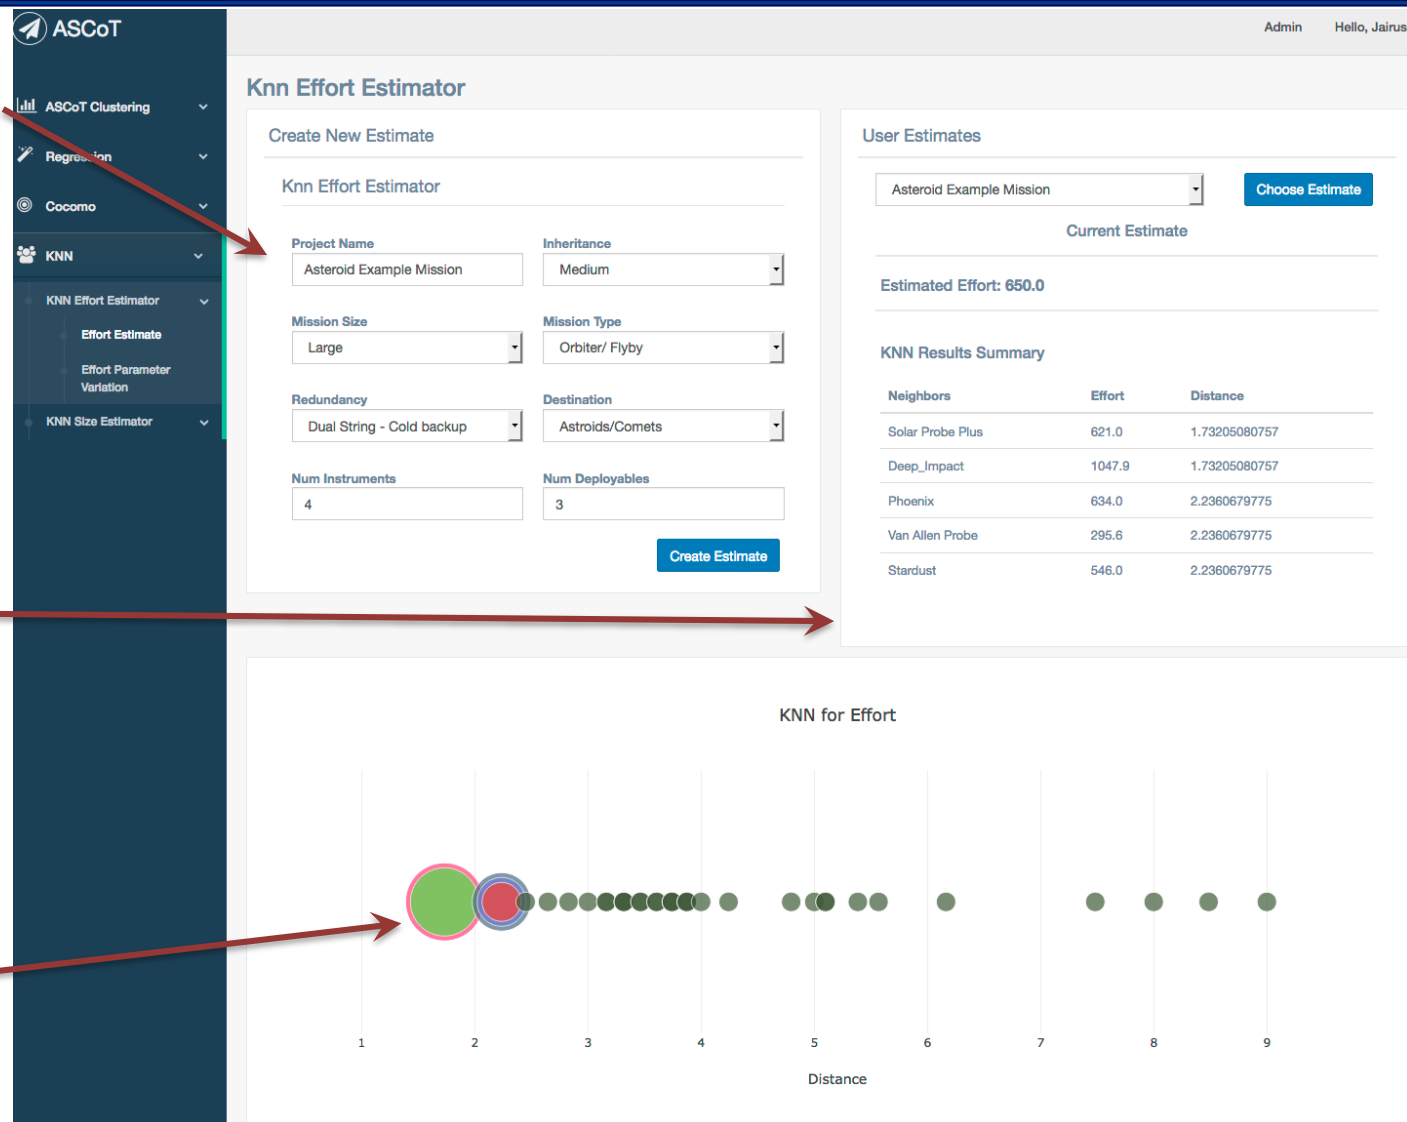 ASCoT
Admin Hello, Jairus
ASCoT Clustering
Regression
Cocomo
KNN
KNN Effort Estimator
Effort Estimate
Effort Parameter
Variation
KNN Size Estimator
Knn Effort Estimator
Create New Estimate
Knn Effort Estimator
Project Name Inheritance
Asteroid Example Mission Medium
Mission Size Mission Type
Large Orbiter/ Flyby
Redundancy Destination
Dual String - Cold backup Astroids/Comets
Num Instruments Num Deployables
4 3
Create Estimate
User Estimates
Asteroid Example Mission Choose Estimate
Current Estimate
Estimated Effort: 650.0
KNN Results Summary
Neighbors Effort Distance
Solar Probe Plus 621.0 1.73205080757
Deep_Impact 1047.9 1.73205080757
Phoenix 634.0 2.2360679775
Van Allen Probe 295.6 2.2360679775
Stardust 546.0 2.2360679775
KNN for Effort
1 2 3 4 5 6 7 8 9
Distance